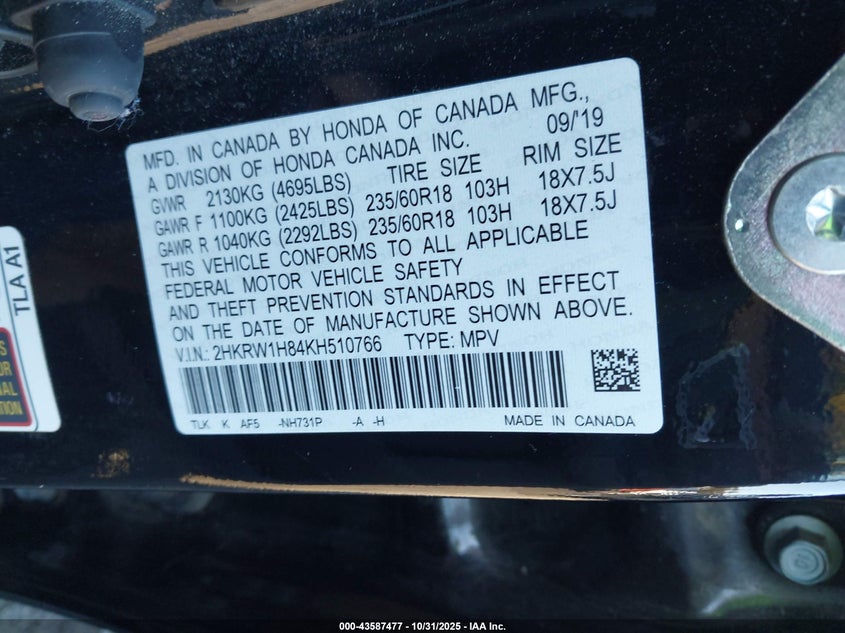 MFD. IN CANADA BY HONDA OF CANADA MFG.,
A DIVISION OF HONDA CANADA INC. 09/'19
GVWR 2130KG (4695LBS) TIRE SIZE RIM SIZE
GAWR F 1100KG (2425LBS) 235/60R18 103H 18X7.5J
GAWR R 1040KG (2292LBS) 235/60R18 103H 18X7.5J
THIS VEHICLE CONFORMS TO ALL APPLICABLE
FEDERAL MOTOR VEHICLE SAFETY
AND THEFT PREVENTION STANDARDS IN EFFECT
ON THE DATE OF MANUFACTURE SHOWN ABOVE.
V.I.N.: 2HKRW1H84KH510766 TYPE: MPV
TLK K AF5 -NH731P -A -H MADE IN CANADA
TLA A1
000-43587477 - 10/31/2025 - IAA Inc.